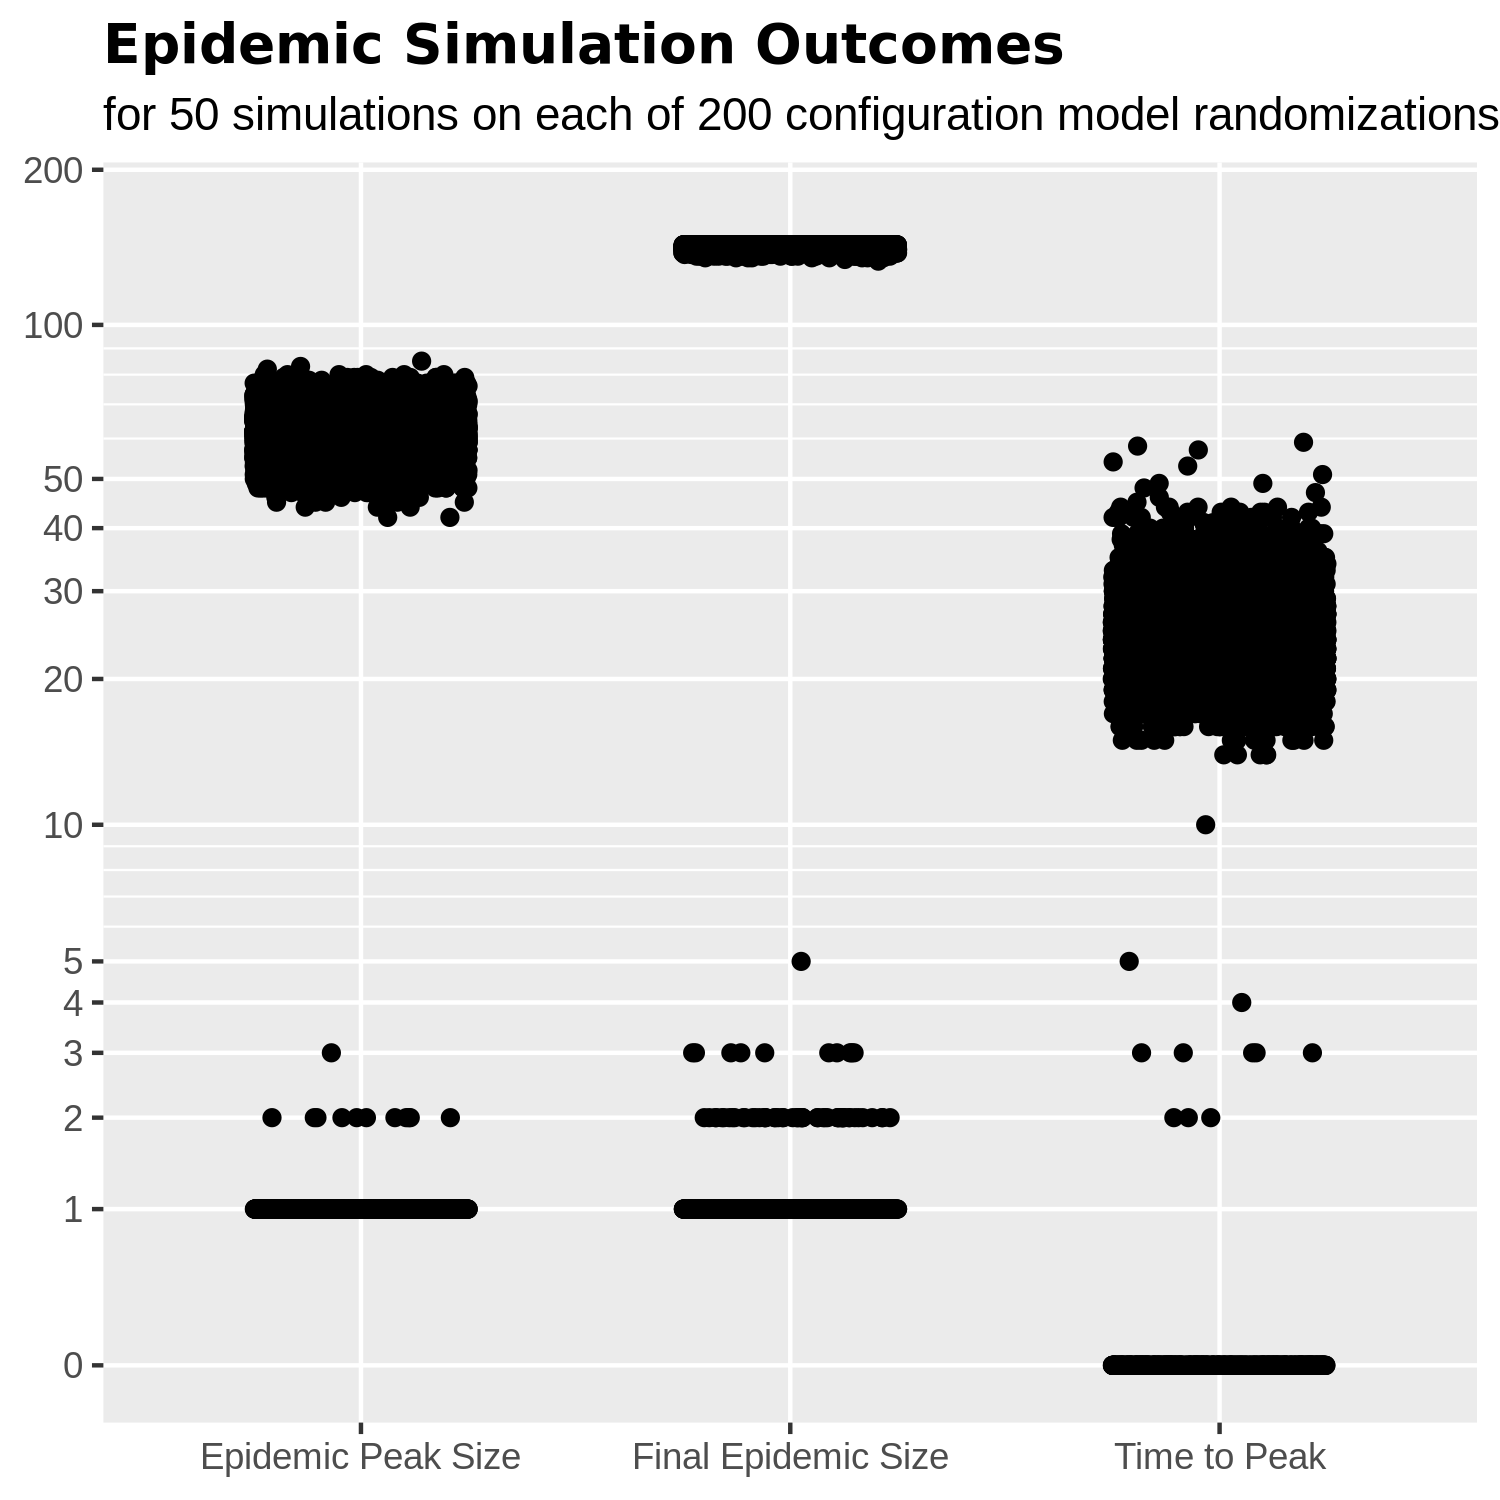 Epidemic Simulation Outcomes
for 50 simulations on each of 200 configuration model randomizations
200
100
50
40
30
20
10
5
4
3
2
1
0
Epidemic Peak Size
Final Epidemic Size
Time to Peak